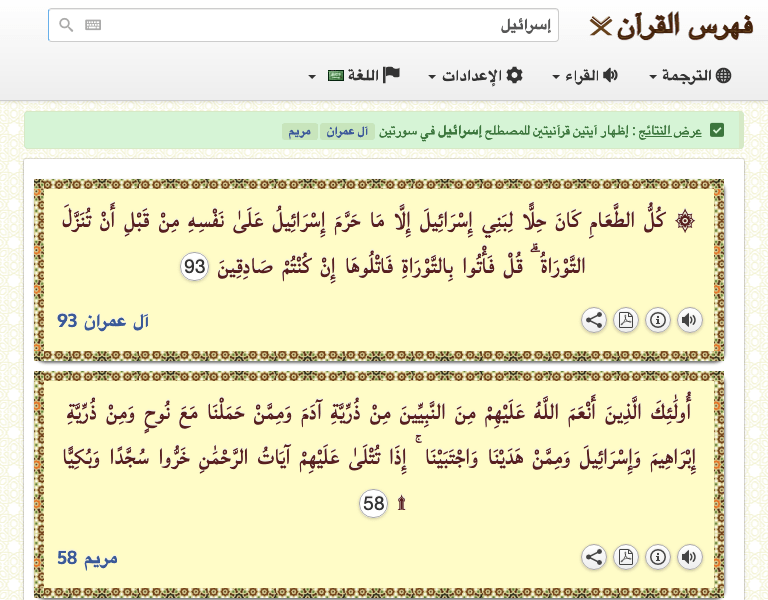 فهرس القرآن
إسرائيل
الترجمة
القراء
الإعدادات
اللغة
عرض النتائج : إظهار آيتين قرآنيتين للمصطلح إسرائيل في سورتين آل عمران مريم
۞ كُلُّ الطَّعَامِ كَانَ حِلًّا لِبَنِي إِسْرَائِيلَ إِلَّا مَا حَرَّمَ إِسْرَائِيلُ عَلَىٰ نَفْسِهِ مِنْ قَبْلِ أَنْ تُنَزَّلَ
التَّوْرَاةُ ۗ قُلْ فَأْتُوا بِالتَّوْرَاةِ فَاتْلُوهَا إِنْ كُنْتُمْ صَادِقِينَ 93
آل عمران 93
أُولَٰئِكَ الَّذِينَ أَنْعَمَ اللَّهُ عَلَيْهِمْ مِنَ النَّبِيِّينَ مِنْ ذُرِّيَّةِ آدَمَ وَمِمَّنْ حَمَلْنَا مَعَ نُوحٍ وَمِنْ ذُرِّيَّةِ
إِبْرَاهِيمَ وَإِسْرَائِيلَ وَمِمَّنْ هَدَيْنَا وَاجْتَبَيْنَا ۚ إِذَا تُتْلَىٰ عَلَيْهِمْ آيَاتُ الرَّحْمَٰنِ خَرُّوا سُجَّدًا وَبُكِيًّا
۩ 58
مريم 58